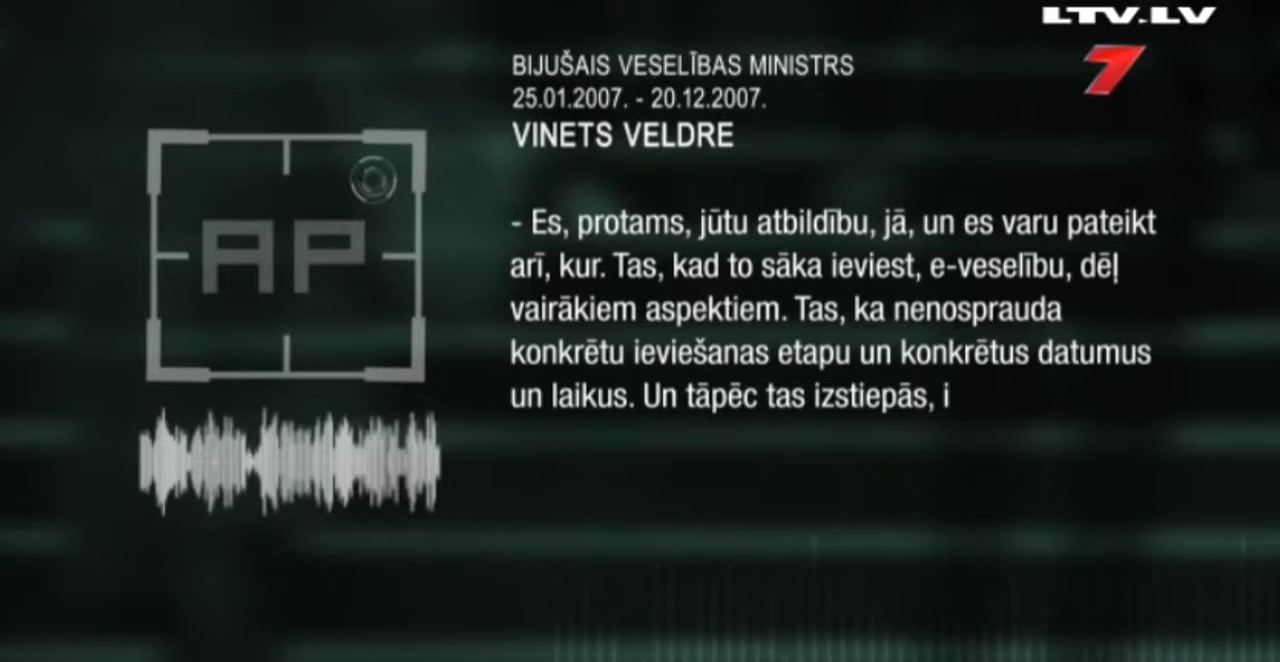 LTV.LV
7
BIJUŠAIS VESELĪBAS MINISTRS
25.01.2007. - 20.12.2007.
VINETS VELDRE
AP
- Es, protams, jūtu atbildību, jā, un es varu pateikt
arī, kur. Tas, kad to sāka ieviest, e-veselību, dēļ
vairākiem aspektiem. Tas, ka nenosprauda
konkrētu ieviešanas etapu un konkrētus datumus
un laikus. Un tāpēc tas izstiepās, i